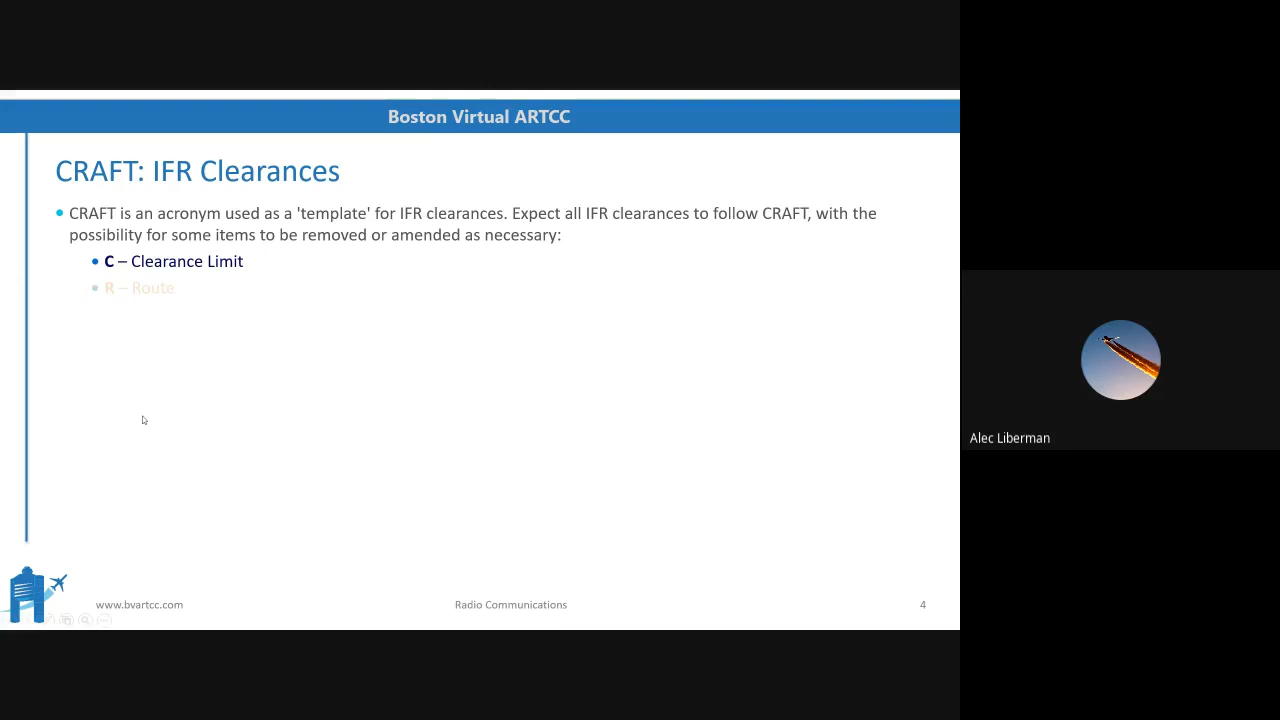 Boston Virtual ARTCC
CRAFT: IFR Clearances
• CRAFT is an acronym used as a 'template' for IFR clearances. Expect all IFR clearances to follow CRAFT, with the
possibility for some items to be removed or amended as necessary:
• C – Clearance Limit
• R – Route
Alec Liberman
www.bvartcc.com
Radio Communications
4